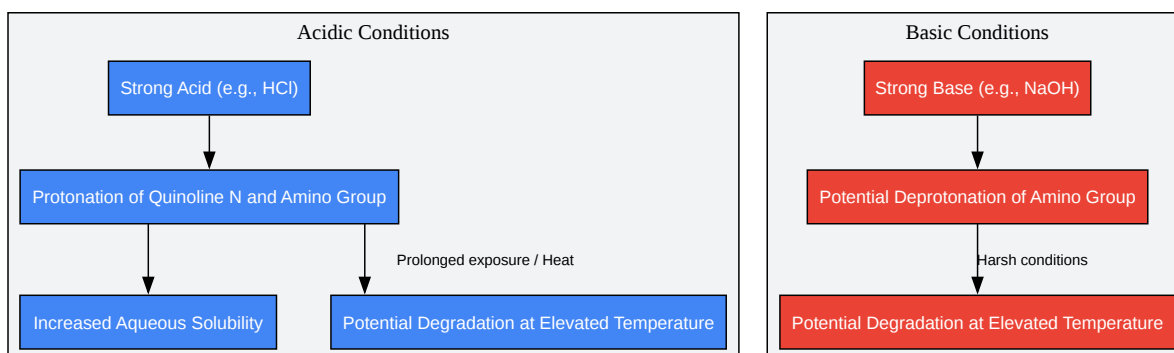 Acidic Conditions
Strong Acid (e.g., HCl)
Protonation of Quinoline N and Amino Group
Prolonged exposure / Heat
Increased Aqueous Solubility
Potential Degradation at Elevated Temperature
Basic Conditions
Strong Base (e.g., NaOH)
Potential Deprotonation of Amino Group
Harsh conditions
Potential Degradation at Elevated Temperature